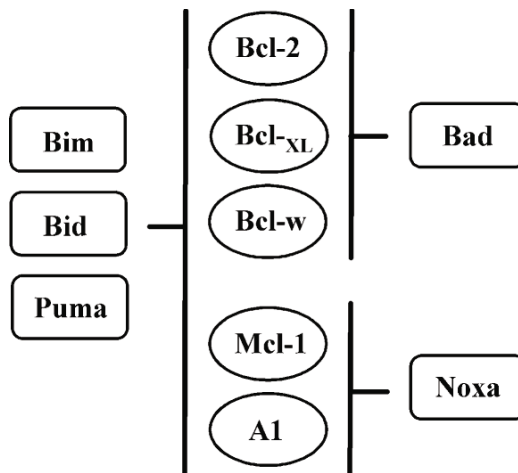 Bim
Bid
Puma
Bcl-2
Bcl-XL
Bcl-w
Mcl-1
A1
Bad
Noxa